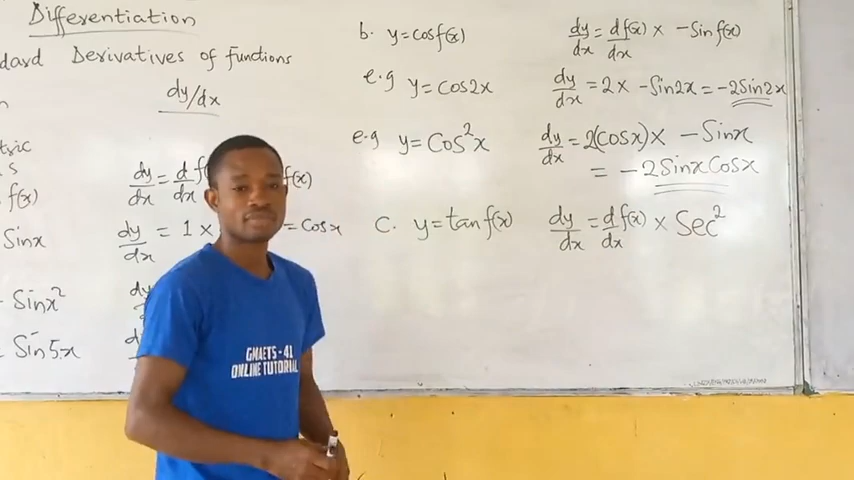 Differentiation
dard Derivatives of functions
dy/dx
tric
s
f(x)
dy/dx = d/dx f f(x)
Sinx
dy/dx = 1 x = Cosx
Sinx²
Sin5x
b. y=cosf(x) dy/dx = df(x)/dx × -Sinf(x)
e.g y=Cos2x dy/dx = 2× -Sin2x = -2Sin2x
e.g y=Cos²x dy/dx = 2(Cosx)× -Sinx
= -2SinxCosx
c. y=tanf(x) dy/dx = d/dx f(x) × Sec²
GMAETS-41
ONLINE TUTORIAL